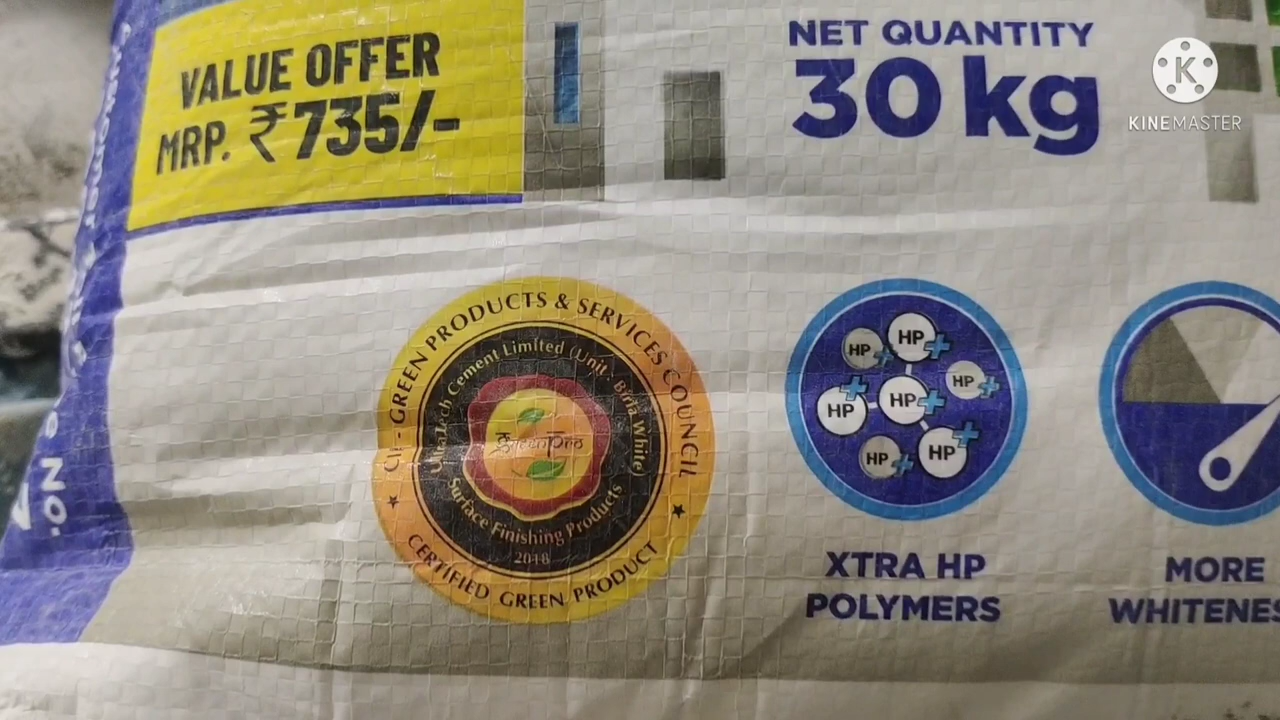 VALUE OFFER
MRP. ₹735/-
NET QUANTITY
30 kg
KINEMASTER
CII - GREEN PRODUCTS & SERVICES COUNCIL
UltraTech Cement Limited (Unit : Birla White)
GreenPro
Surface Finishing Products
2018
★ CERTIFIED GREEN PRODUCT ★
HP
HP
HP
HP
HP
HP
HP
XTRA HP
POLYMERS
MORE
NO.